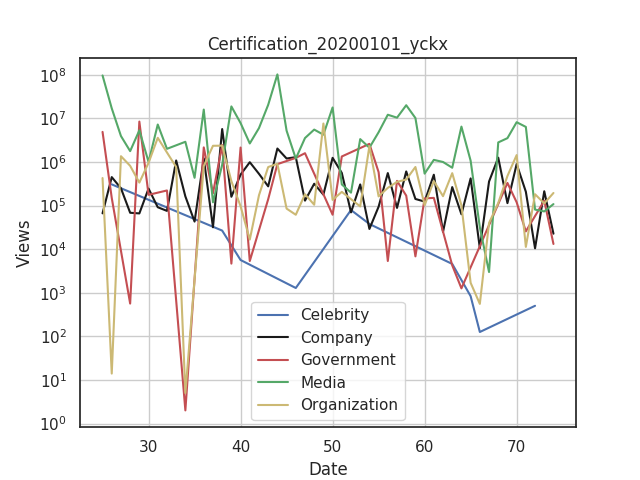 Certification_20200101_yckx
10⁸
10⁷
10⁶
10⁵
10⁴
10³
10²
10¹
10⁰
Views
Celebrity
Company
Government
Media
Organization
30 40 50 60 70
Date